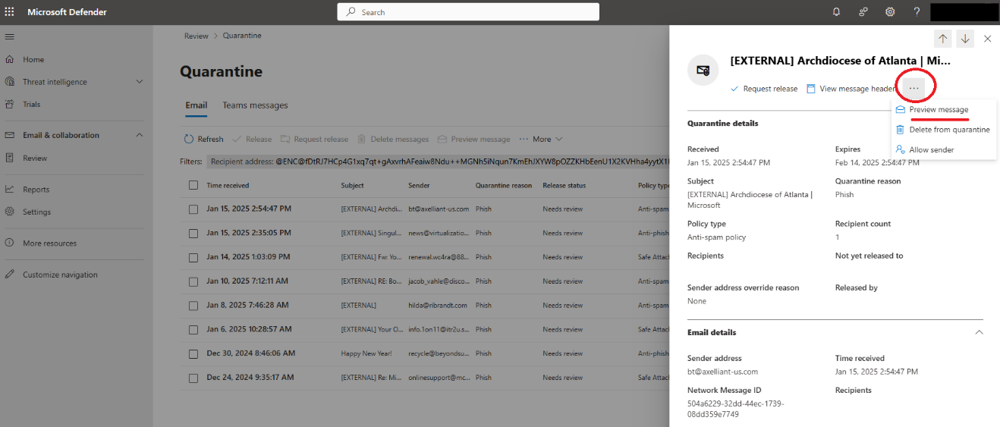 Microsoft Defender
Search
Home
Threat intelligence
Trials
Email & collaboration
Review
Reports
Settings
More resources
Customize navigation
Review > Quarantine
Quarantine
Email Teams messages
Refresh Release Request release Delete messages Preview message ... More
Filters: Recipient address:
Time received Subject Sender Quarantine reason Release status Policy type
Jan 15, 2025 2:54:47 PM [EXTERNAL] Archdi... bt@axelliant-us.com Phish Needs review Anti-spam
Jan 15, 2025 2:35:05 PM [EXTERNAL] Singul... news@virtualizatio... Phish Needs review Anti-phish
Jan 14, 2025 1:03:09 PM [EXTERNAL] Fw: Yo... renewal.wc4ra@88... Phish Needs review Safe Attac
Jan 10, 2025 7:12:11 AM [EXTERNAL] RE: Bo... jacob_vahle@disco... Phish Needs review Anti-spam
Jan 8, 2025 7:46:28 AM [EXTERNAL] hilda@ribrandt.com Phish Needs review Anti-spam
Jan 6, 2025 10:28:57 AM [EXTERNAL] Your O... info.1on11@itr2u.s... Phish Needs review Safe Attac
Dec 30, 2024 8:46:06 AM Happy New Year! recycle@beyondsu... Phish Needs review Anti-phish
Dec 24, 2024 9:35:17 AM [EXTERNAL] Re: Mi... onlinesupport@mc... Phish Needs review Safe Attac
[EXTERNAL] Archdiocese of Atlanta | Mi...
Request release View message header ...
Preview message
Delete from quarantine
Allow sender
Quarantine details
Received Expires
Jan 15, 2025 2:54:47 PM Feb 14, 2025 2:54:47 PM
Subject Quarantine reason
[EXTERNAL] Archdiocese of Atlanta | Phish
Microsoft
Policy type Recipient count
Anti-spam policy 1
Recipients Not yet released to
Sender address override reason Released by
None
Email details
Sender address Time received
bt@axelliant-us.com Jan 15, 2025 2:54:47 PM
Network Message ID Recipients
504a6229-32dd-44ec-1739-
08dd359e7749